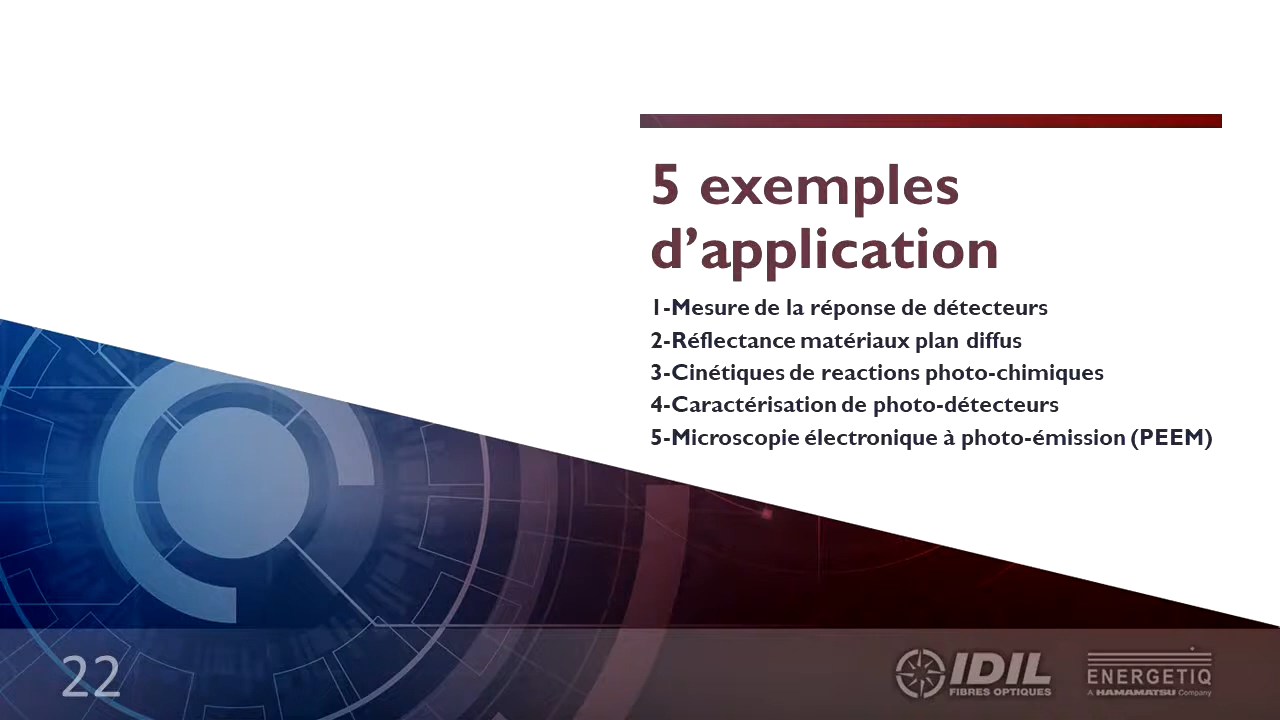 5 exemples
d’application
1-Mesure de la réponse de détecteurs
2-Réflectance matériaux plan diffus
3-Cinétiques de reactions photo-chimiques
4-Caractérisation de photo-détecteurs
5-Microscopie électronique à photo-émission (PEEM)
22
IDIL
FIBRES OPTIQUES
ENERGETIQ
A HAMAMATSU Company